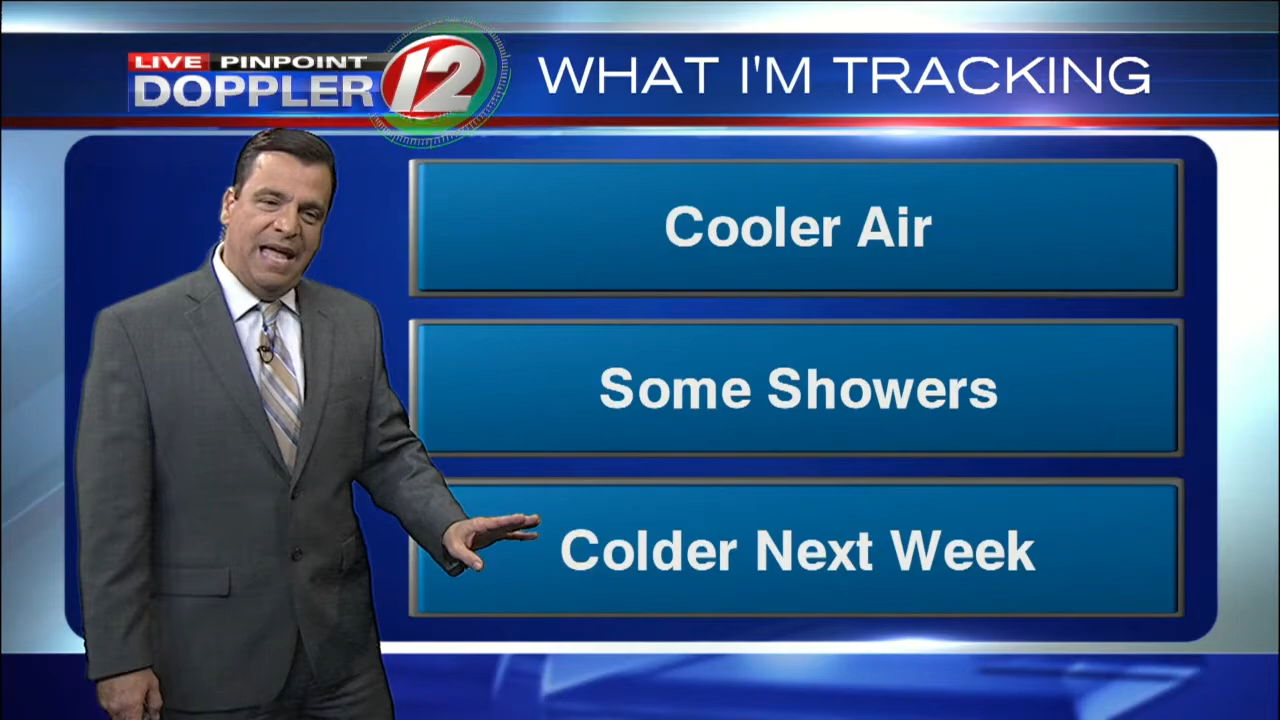 LIVE PINPOINT
DOPPLER 12
WHAT I'M TRACKING
Cooler Air
Some Showers
Colder Next Week